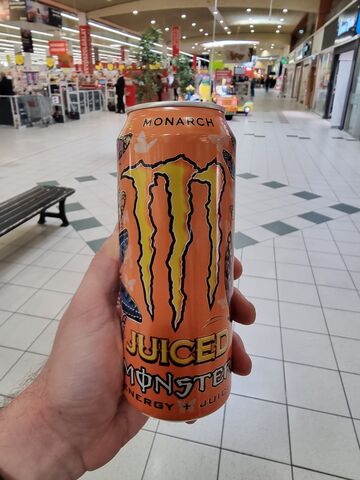 MONARCH
JUICED
MONSTER
ENERGY + JUICE